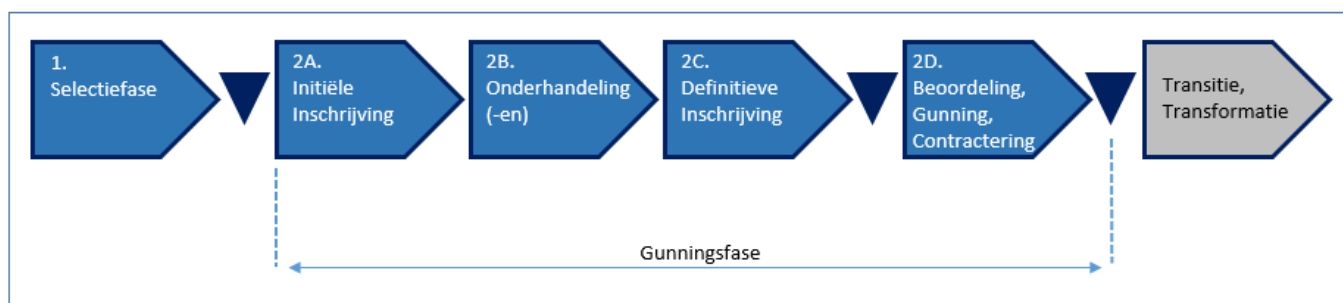 1.
Selectiefase
2A.
Initiële
Inschrijving
2B.
Onderhandeling
(-en)
2C.
Definitieve
Inschrijving
2D.
Beoordeling,
Gunning,
Contractering
Transitie,
Transformatie
Gunningsfase